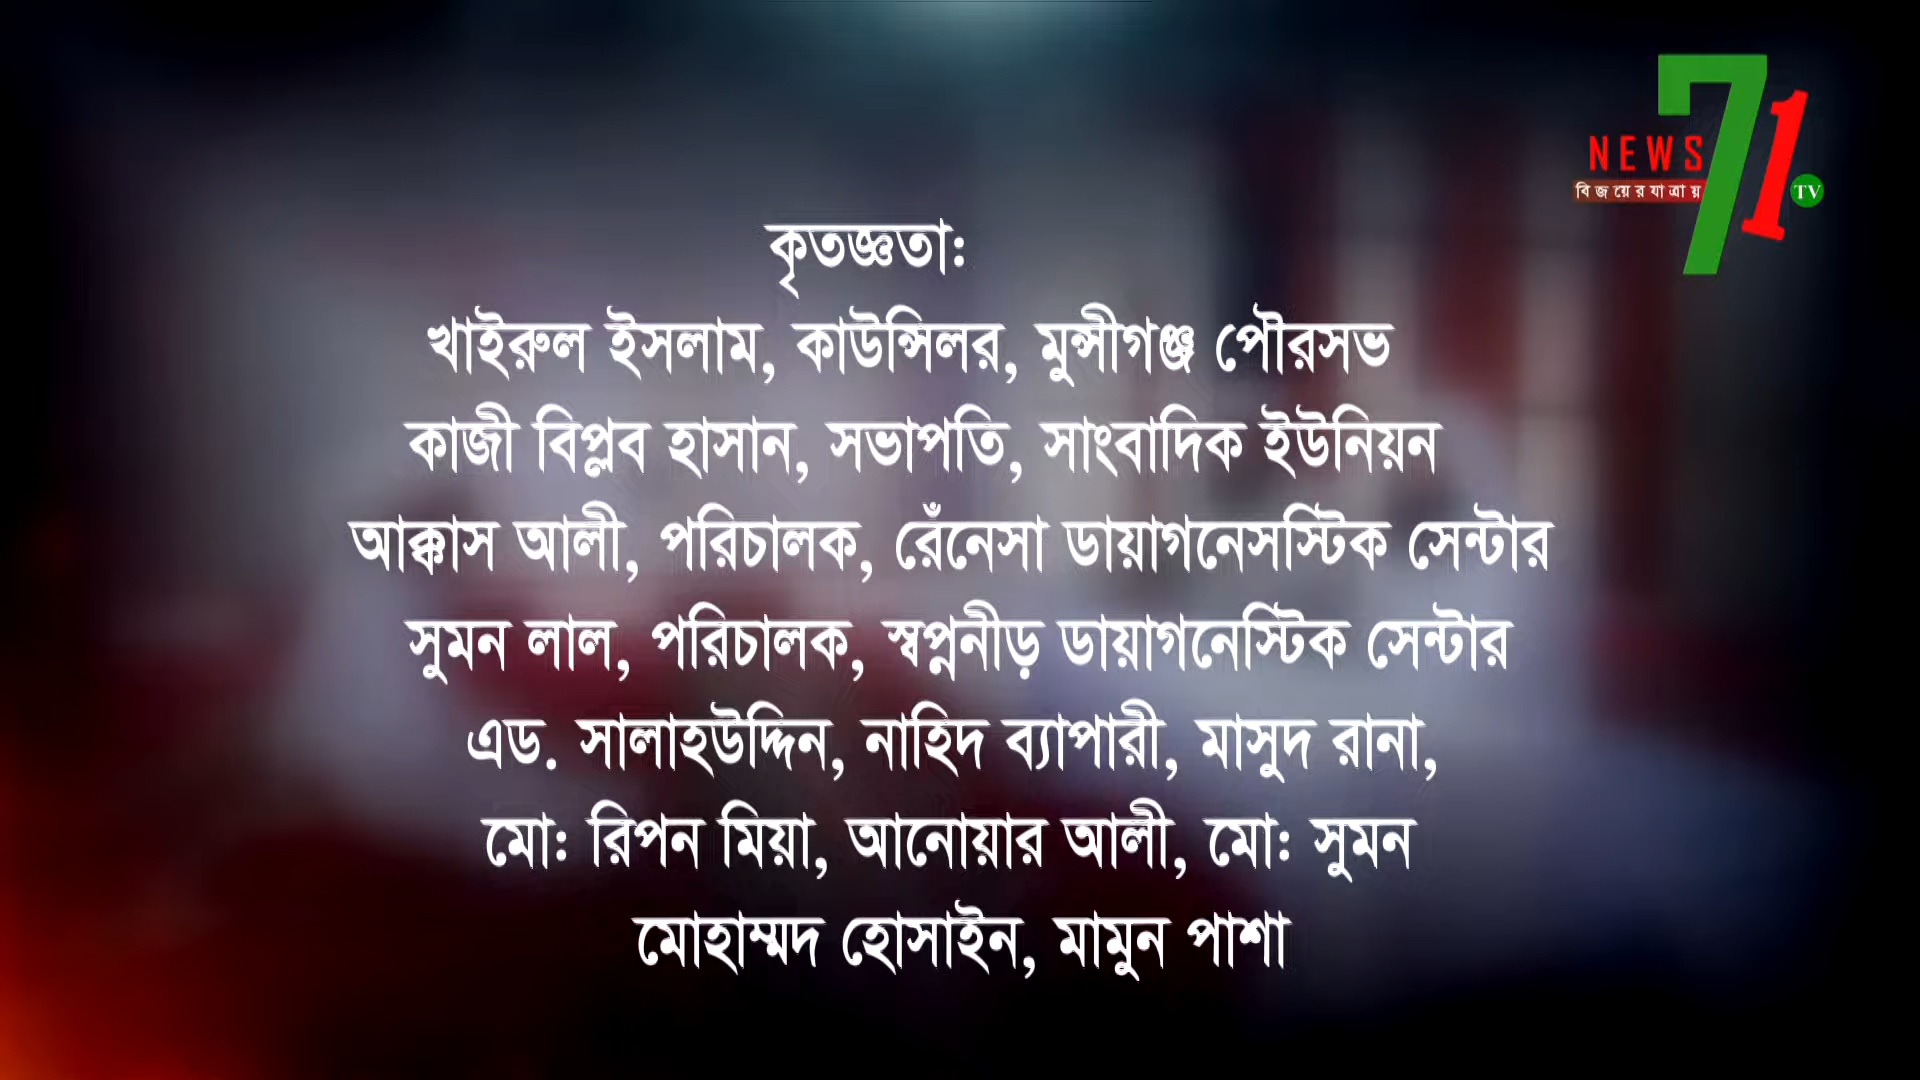 71
NEWS
বিজয়ের যাত্রায়
TV
কৃতজ্ঞতাঃ
খাইরুল ইসলাম, কাউন্সিলর, মুন্সীগঞ্জ পৌরসভ
কাজী বিপ্লব হাসান, সভাপতি, সাংবাদিক ইউনিয়ন
আক্কাস আলী, পরিচালক, রেঁনেসা ডায়াগনেসস্টিক সেন্টার
সুমন লাল, পরিচালক, স্বপ্ননীড় ডায়াগনেস্টিক সেন্টার
এড. সালাহউদ্দিন, নাহিদ ব্যাপারী, মাসুদ রানা,
মোঃ রিপন মিয়া, আনোয়ার আলী, মোঃ সুমন
মোহাম্মদ হোসাইন, মামুন পাশা